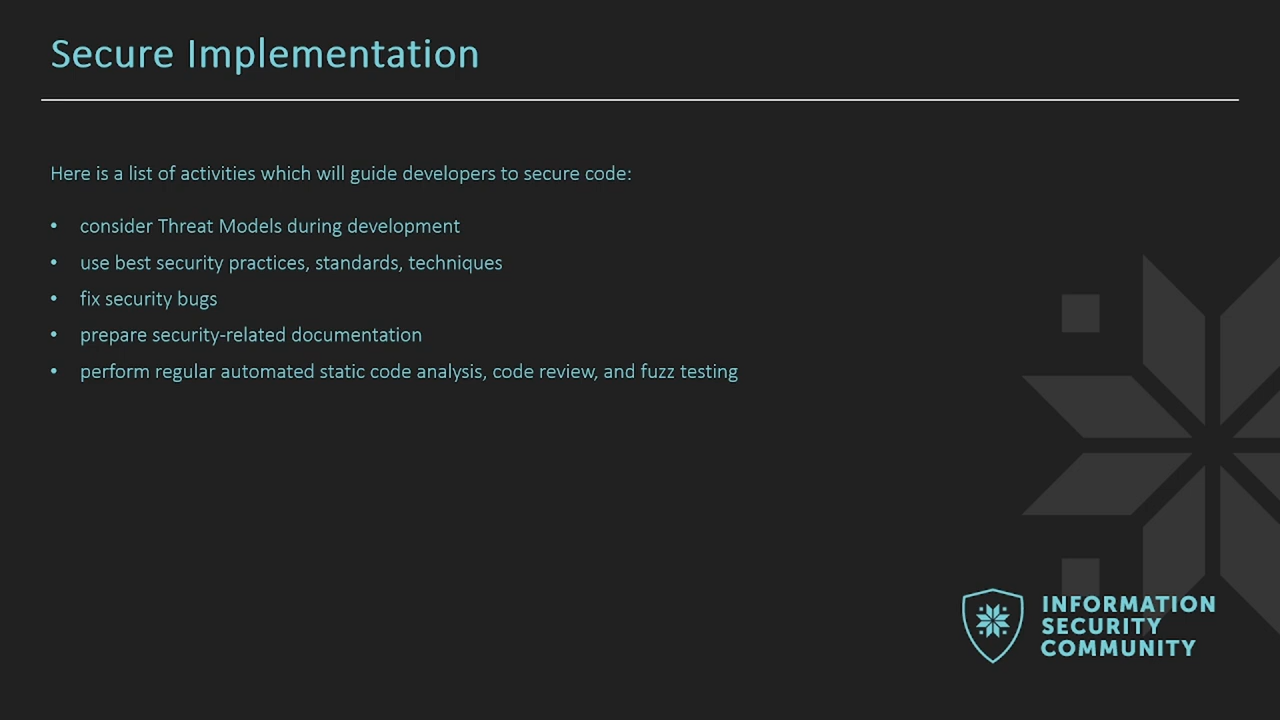 Secure Implementation
Here is a list of activities which will guide developers to secure code:
• consider Threat Models during development
• use best security practices, standards, techniques
• fix security bugs
• prepare security-related documentation
• perform regular automated static code analysis, code review, and fuzz testing
INFORMATION
SECURITY
COMMUNITY